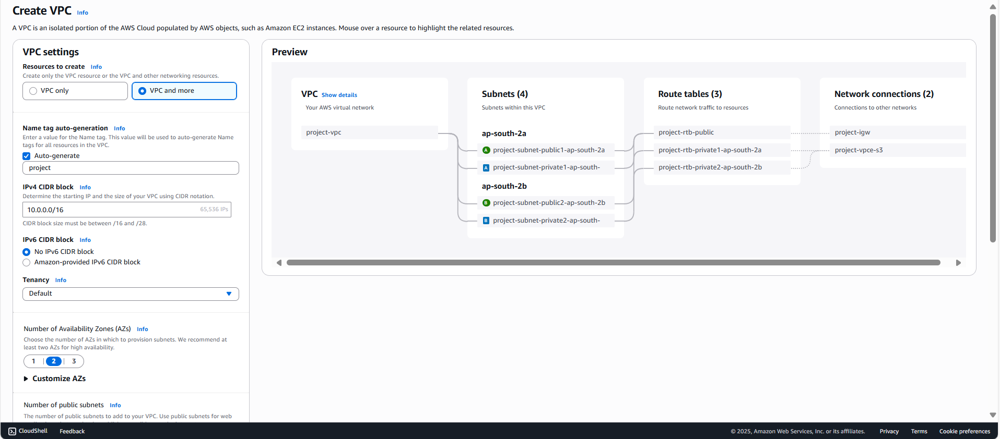 Create VPC Info
A VPC is an isolated portion of the AWS Cloud populated by AWS objects, such as Amazon EC2 instances. Mouse over a resource to highlight the related resources.
VPC settings
Resources to create Info
Create only the VPC resource or the VPC and other networking resources.
VPC only
VPC and more
Name tag auto-generation Info
Enter a value for the Name tag. This value will be used to auto-generate Name
tags for all resources in the VPC.
Auto-generate
project
IPv4 CIDR block Info
Determine the starting IP and the size of your VPC using CIDR notation.
10.0.0.0/16 65,536 IPs
CIDR block size must be between /16 and /28.
IPv6 CIDR block Info
No IPv6 CIDR block
Amazon-provided IPv6 CIDR block
Tenancy Info
Default
Number of Availability Zones (AZs) Info
Choose the number of AZs in which to provision subnets. We recommend at
least two AZs for high availability.
1 2 3
Customize AZs
Number of public subnets Info
The number of public subnets to add to your VPC. Use public subnets for web
Preview
VPC Show details
Your AWS virtual network
project-vpc
Subnets (4)
Subnets within this VPC
ap-south-2a
A project-subnet-public1-ap-south-2a
A project-subnet-private1-ap-south-
ap-south-2b
B project-subnet-public2-ap-south-2b
B project-subnet-private2-ap-south-
Route tables (3)
Route network traffic to resources
project-rtb-public
project-rtb-private1-ap-south-2a
project-rtb-private2-ap-south-2b
Network connections (2)
Connections to other networks
project-igw
project-vpce-s3
CloudShell Feedback © 2025, Amazon Web Services, Inc. or its affiliates. Privacy Terms Cookie preferences